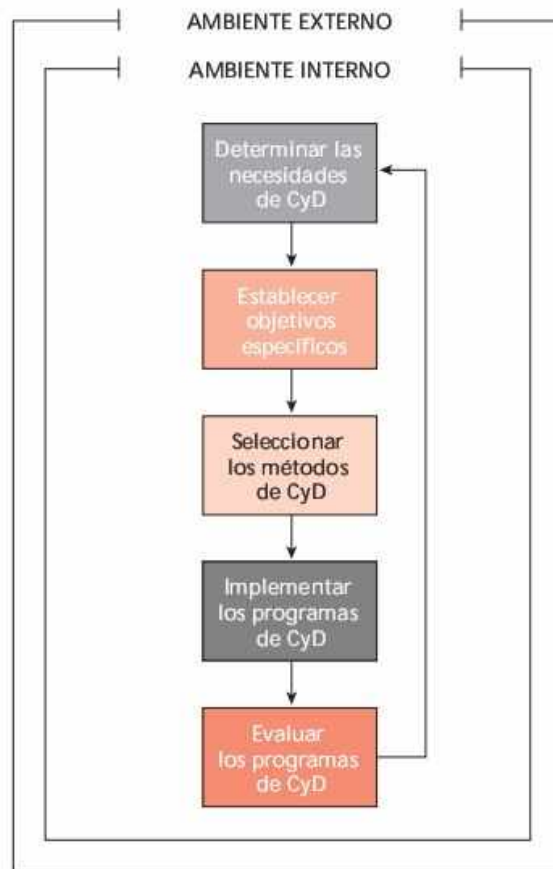 AMBIENTE EXTERNO
AMBIENTE INTERNO
Determinar las
necesidades
de CyD
Establecer
objetivos
específicos
Seleccionar
los métodos
de CyD
Implementar
los programas
de CyD
Evaluar
los programas
de CyD